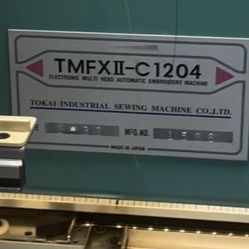 TMFXII-C1204
ELECTRONIC MULTI HEAD AUTOMATIC EMBROIDERY MACHINE
TOKAI INDUSTRIAL SEWING MACHINE CO.,LTD.
MFG.NO.
MADE IN JAPAN